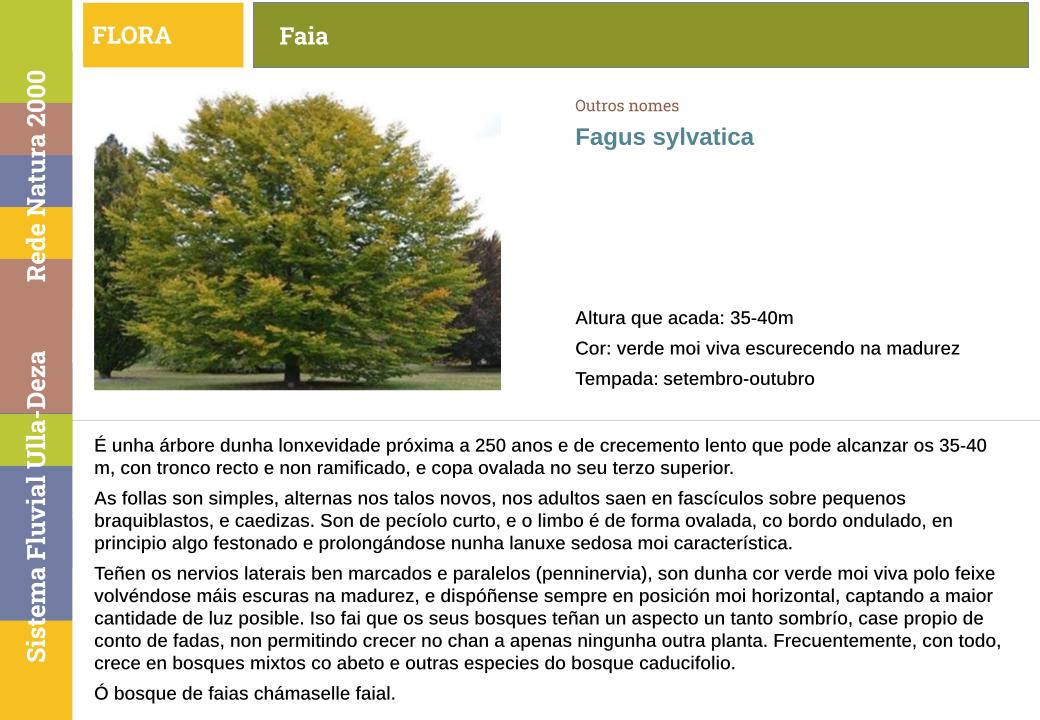 FLORA
Faia
Rede Natura 2000
Sistema Fluvial Ulla-Deza
Outros nomes
Fagus sylvatica
Altura que acada: 35-40m
Cor: verde moi viva escurecendo na madurez
Tempada: setembro-outubro
É unha árbore dunha lonxevidade próxima a 250 anos e de crecemento lento que pode alcanzar os 35-40
m, con tronco recto e non ramificado, e copa ovalada no seu terzo superior.
As follas son simples, alternas nos talos novos, nos adultos saen en fascículos sobre pequenos
braquiblastos, e caedizas. Son de pecíolo curto, e o limbo é de forma ovalada, co bordo ondulado, en
principio algo festonado e prolongándose nunha lanuxe sedosa moi característica.
Teñen os nervios laterais ben marcados e paralelos (penninervia), son dunha cor verde moi viva polo feixe
volvéndose máis escuras na madurez, e dispóñense sempre en posición moi horizontal, captando a maior
cantidade de luz posible. Iso fai que os seus bosques teñan un aspecto un tanto sombrío, case propio de
conto de fadas, non permitindo crecer no chan a apenas ningunha outra planta. Frecuentemente, con todo,
crece en bosques mixtos co abeto e outras especies do bosque caducifolio.
Ó bosque de faias chámaselle faial.